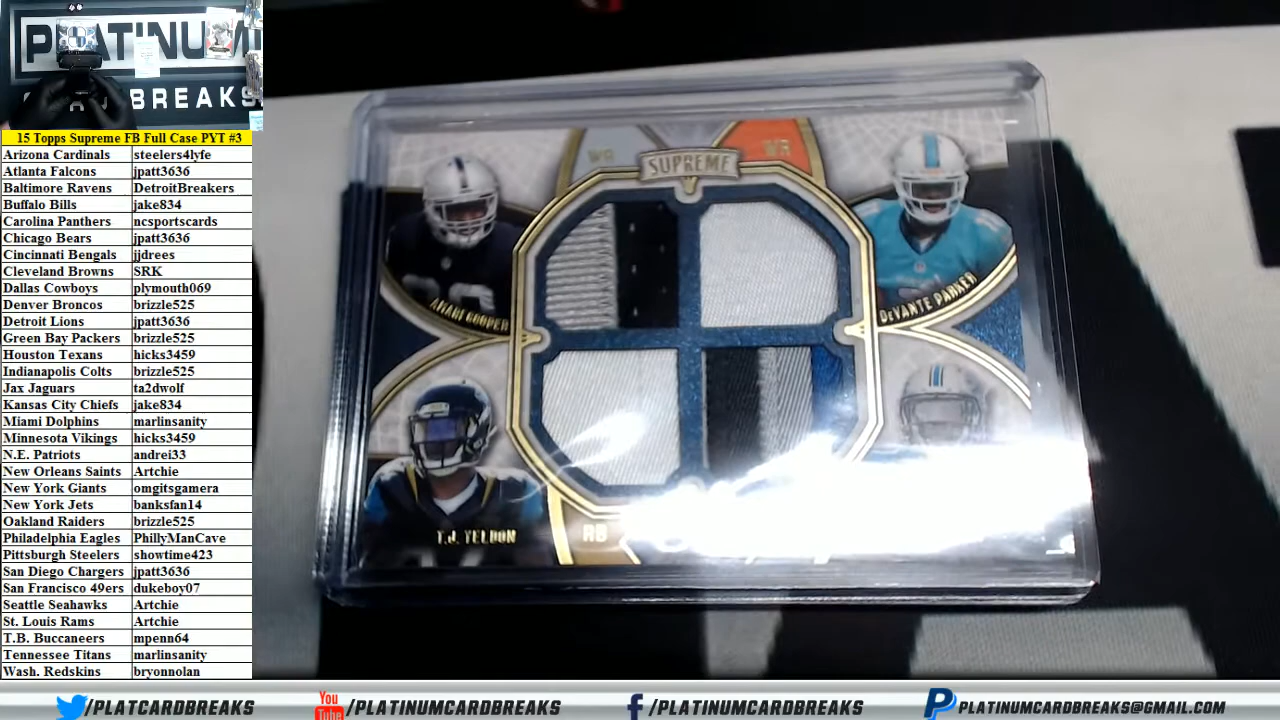 PLATINUM
CARD BREAKS
15 Topps Supreme FB Full Case PYT #3
Arizona Cardinals steelers4lyfe
Atlanta Falcons jpatt3636
Baltimore Ravens DetroitBreakers
Buffalo Bills jake834
Carolina Panthers ncsportscards
Chicago Bears jpatt3636
Cincinnati Bengals jjdrees
Cleveland Browns SRK
Dallas Cowboys plymouth069
Denver Broncos brizzle525
Detroit Lions jpatt3636
Green Bay Packers brizzle525
Houston Texans hicks3459
Indianapolis Colts brizzle525
Jax Jaguars ta2dwolf
Kansas City Chiefs jake834
Miami Dolphins marlinsanity
Minnesota Vikings hicks3459
N.E. Patriots andrei33
New Orleans Saints Artchie
New York Giants omgitsgamera
New York Jets banksfan14
Oakland Raiders brizzle525
Philadelphia Eagles PhillyManCave
Pittsburgh Steelers showtime423
San Diego Chargers jpatt3636
San Francisco 49ers dukeboy07
Seattle Seahawks Artchie
St. Louis Rams Artchie
T.B. Buccaneers mpenn64
Tennessee Titans marlinsanity
Wash. Redskins bryonnolan
WR WR
SUPREME
AMARI COOPER
DeVANTE PARKER
T.J. YELDON
RB
/PLATCARDBREAKS
You Tube /PLATINUMCARDBREAKS
/PLATINUMCARDBREAKS
PLATINUMCARDBREAKS@GMAIL.COM